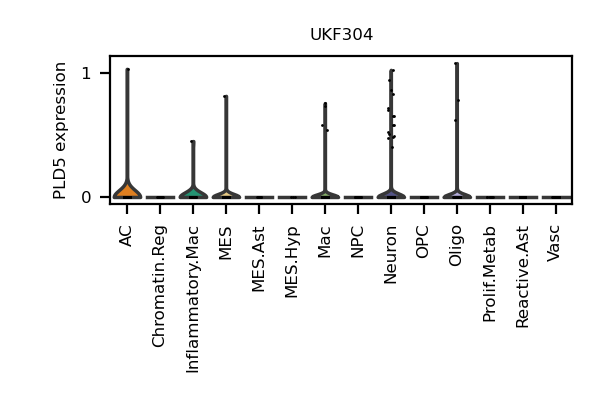 UKF304
PLD5 expression
1
0
AC
Chromatin.Reg
Inflammatory.Mac
MES
MES.Ast
MES.Hyp
Mac
NPC
Neuron
OPC
Oligo
Prolif.Metab
Reactive.Ast
Vasc